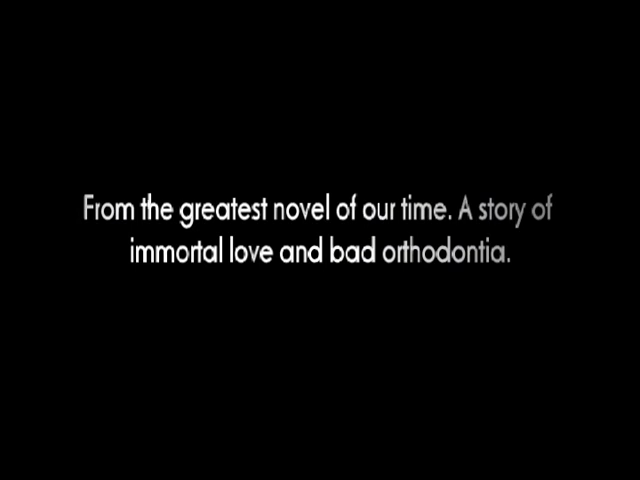 From the greatest novel of our time. A story of
immortal love and bad orthodontia.